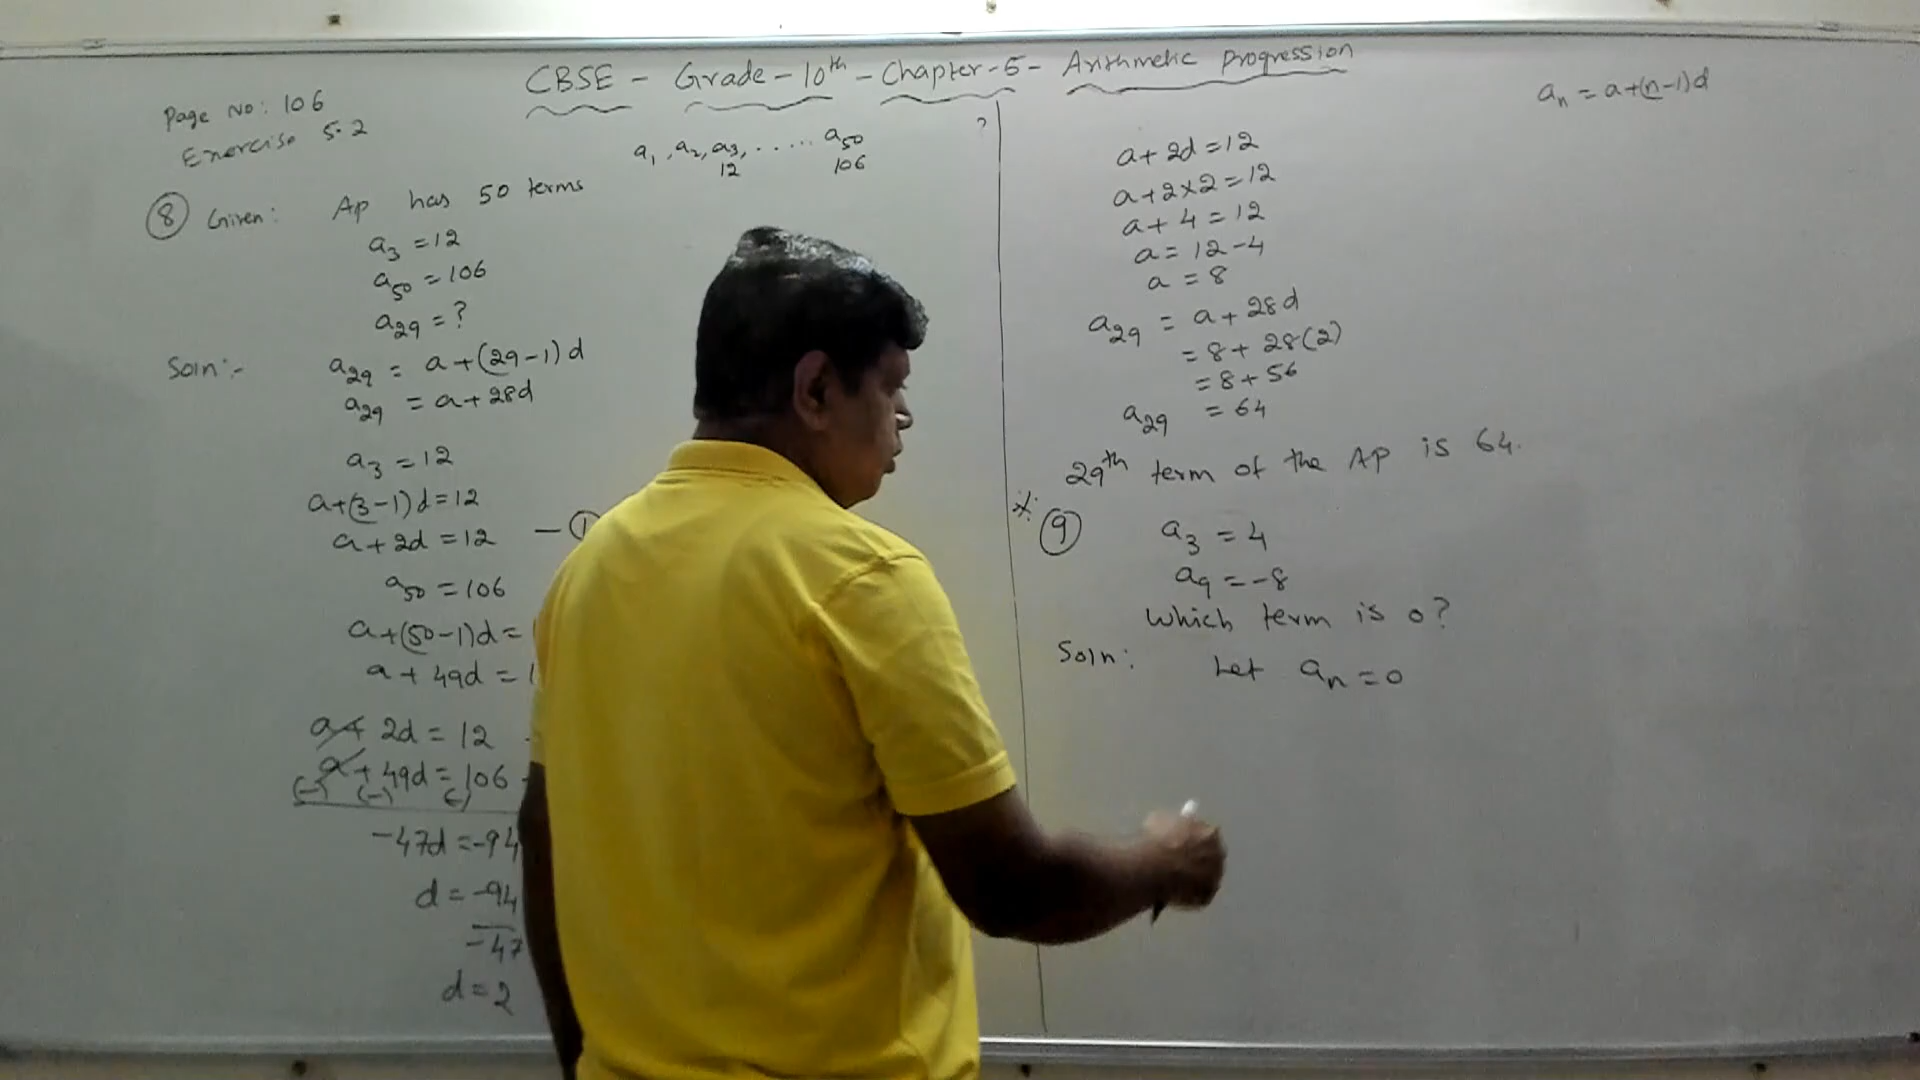 CBSE - Grade - 10th - Chapter-5 - Arithmetic Progression
Page No: 106
Exercise 5.2
a1, a2, a3, ...... a50
12 106
8 Given: AP has 50 terms
a3 = 12
a50 = 106
a29 = ?
Soln:- a29 = a + (29-1) d
a29 = a + 28d
a3 = 12
a+(3-1)d = 12
a + 2d = 12 — 1
a50 = 106
a+(50-1)d =
a + 49d =
a + 2d = 12
a + 49d = 106
(-) (-) (-)
-47d = -94
d = -94
-47
d = 2
?
an = a+(n-1)d
a + 2d = 12
a + 2×2 = 12
a + 4 = 12
a = 12 - 4
a = 8
a29 = a + 28d
= 8 + 28(2)
= 8 + 56
a29 = 64
29th term of the AP is 64.
9 a3 = 4
a9 = -8
Which term is 0?
Soln: Let an = 0